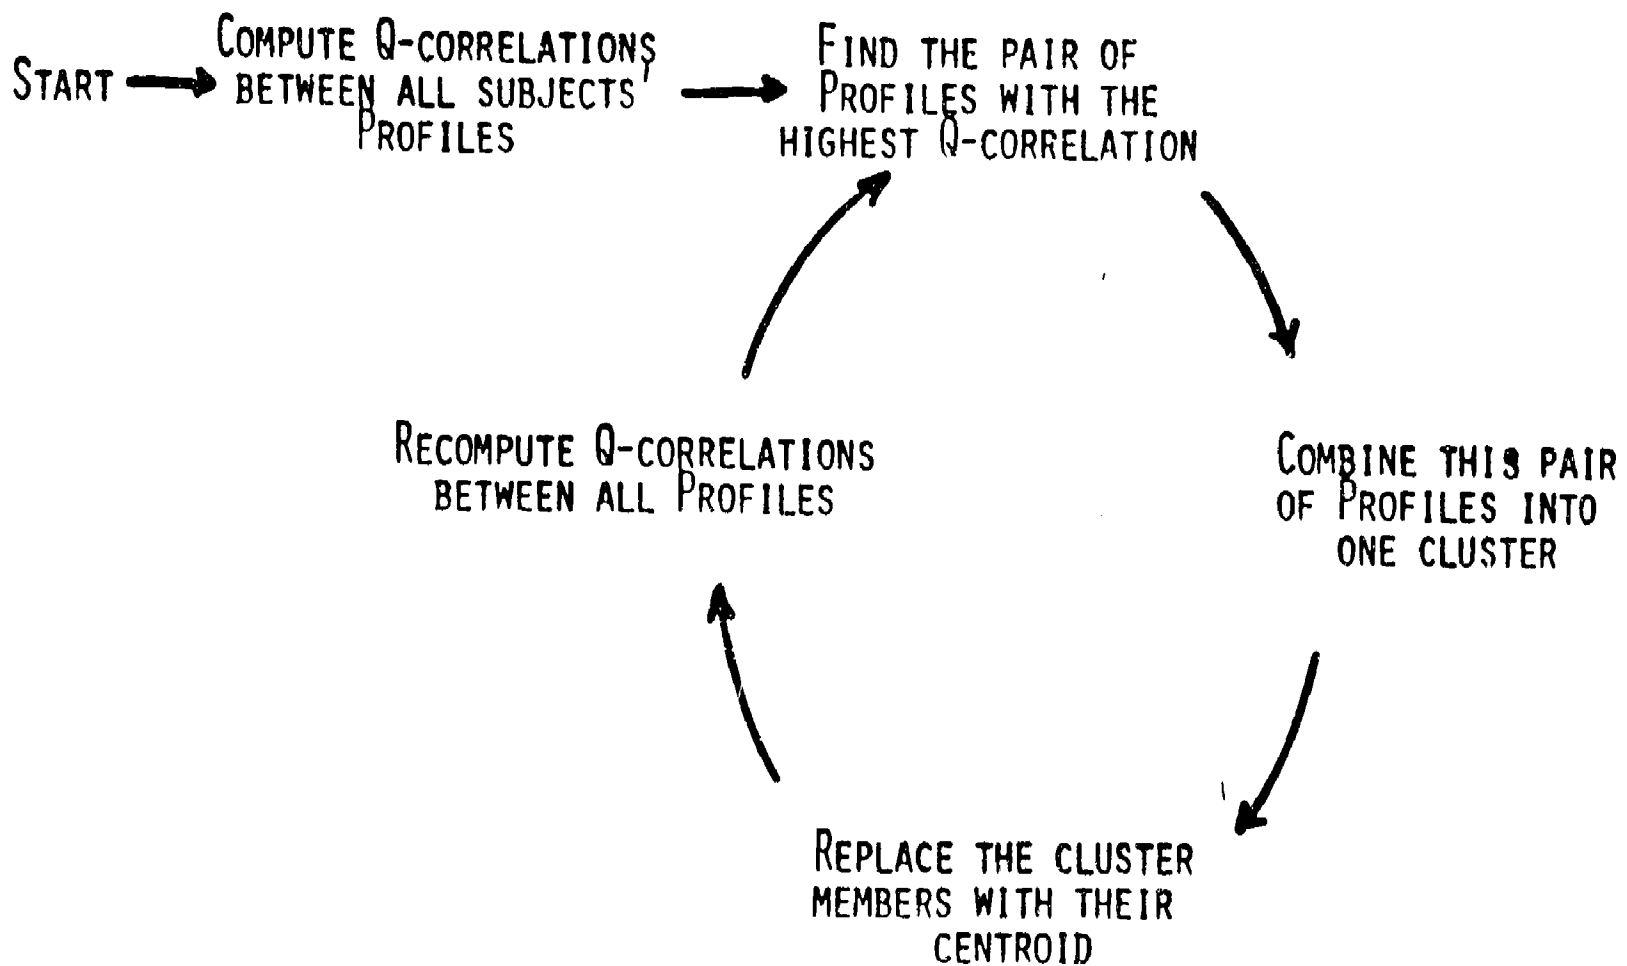 START
COMPUTE Q-CORRELATIONS
BETWEEN ALL SUBJECTS'
PROFILES
FIND THE PAIR OF
PROFILES WITH THE
HIGHEST Q-CORRELATION
COMBINE THIS PAIR
OF PROFILES INTO
ONE CLUSTER
REPLACE THE CLUSTER
MEMBERS WITH THEIR
CENTROID
RECOMPUTE Q-CORRELATIONS
BETWEEN ALL PROFILES